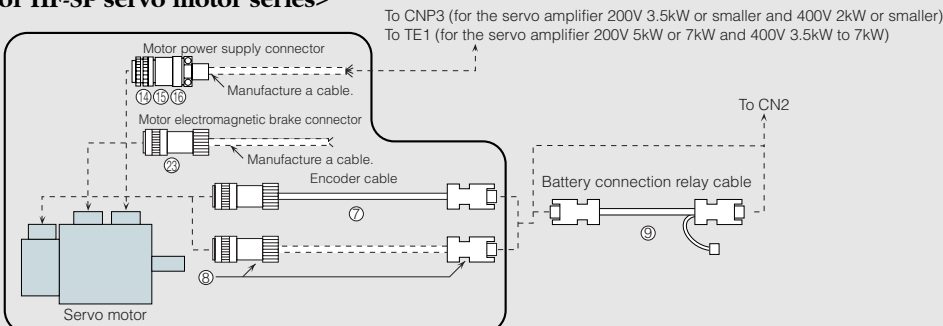 or HF-SP servo motor series>
To CNP3 (for the servo amplifier 200V 3.5kW or smaller and 400V 2kW or smaller)
To TE1 (for the servo amplifier 200V 5kW or 7kW and 400V 3.5kW to 7kW)
Motor power supply connector
Manufacture a cable.
⑭⑮⑯
To CN2
Motor electromagnetic brake connector
Manufacture a cable.
㉓
Encoder cable
Battery connection relay cable
⑦
⑨
⑧
Servo motor